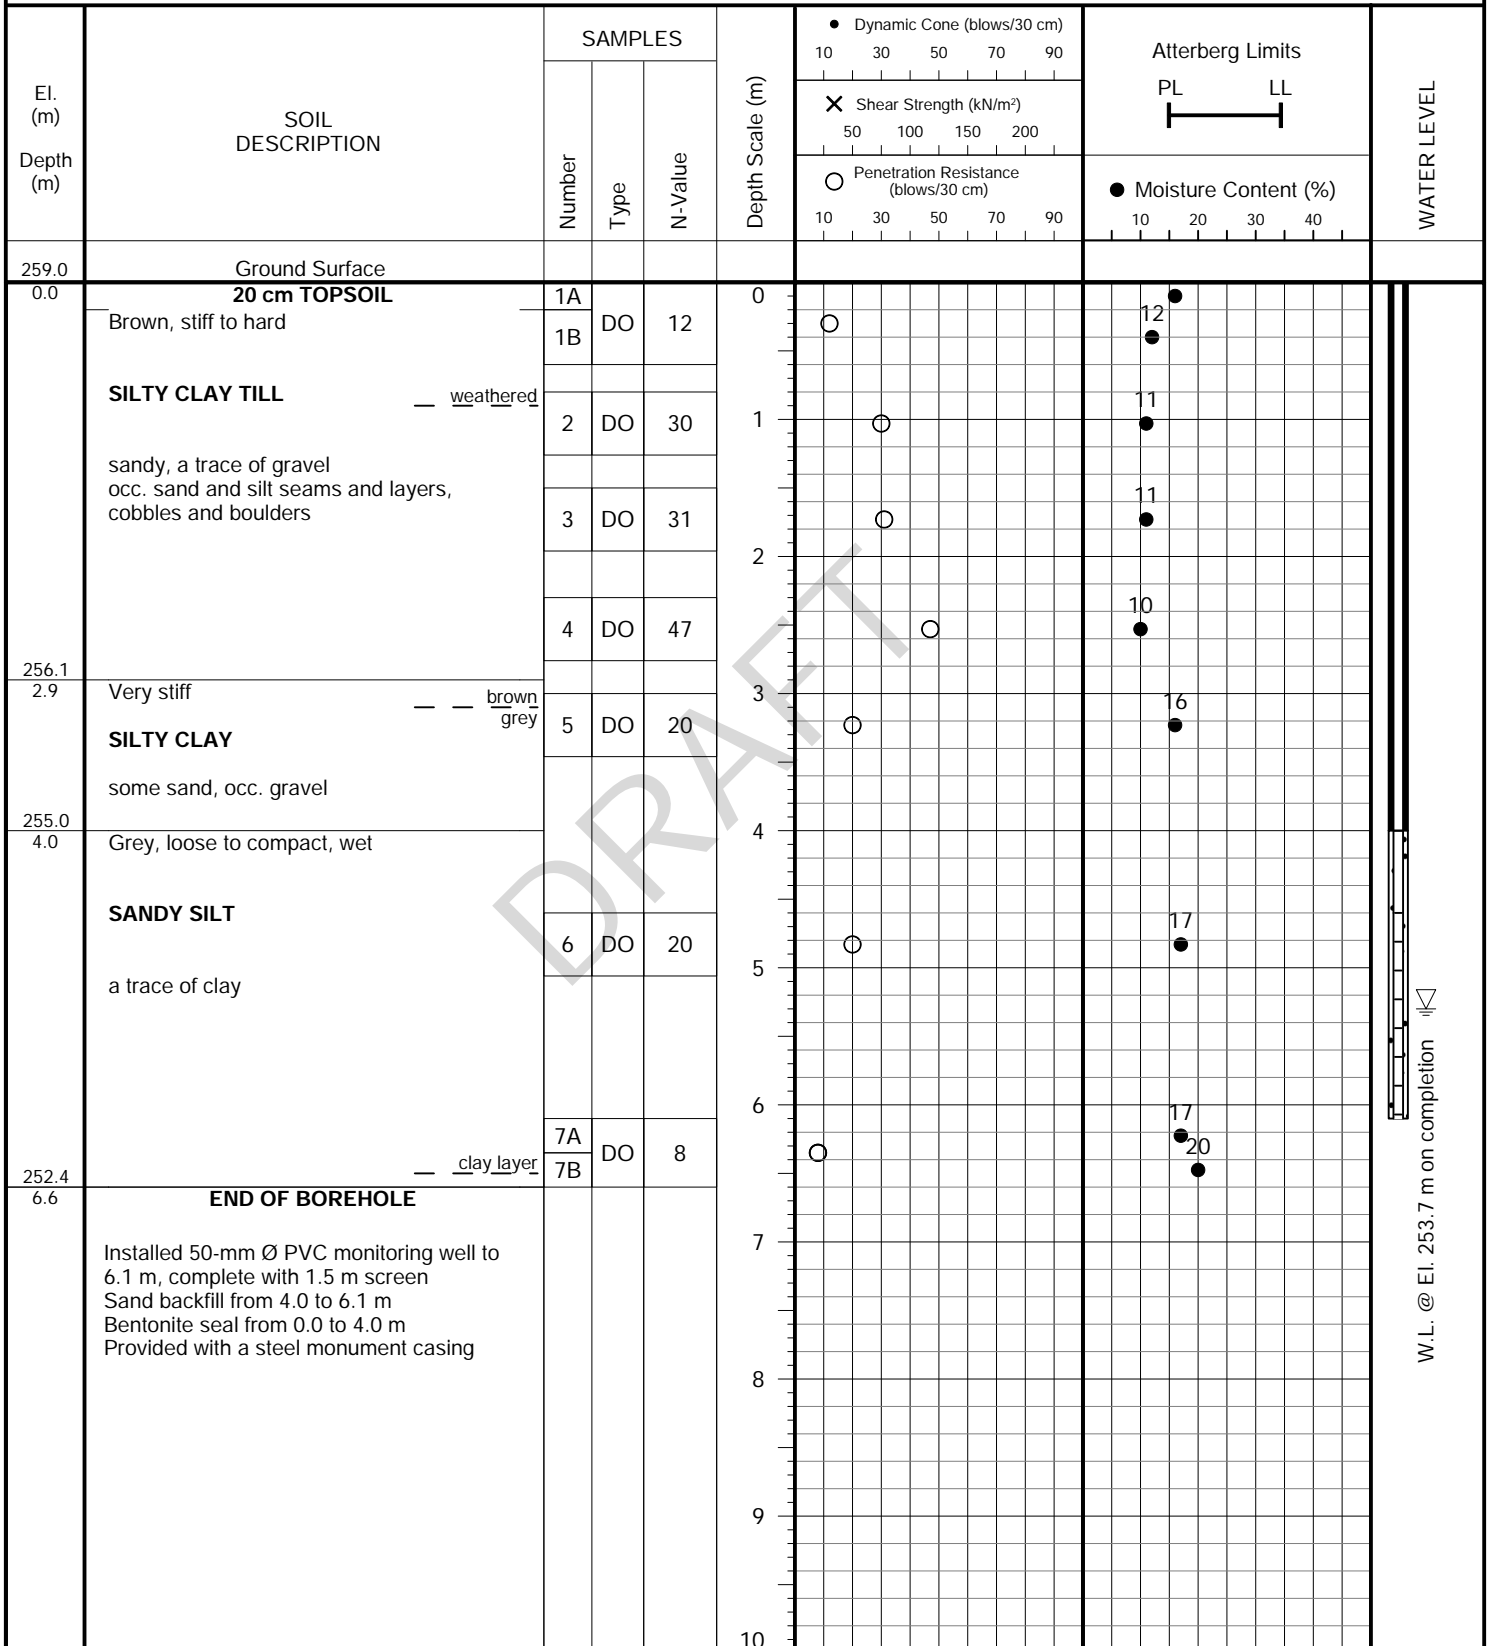 El.
(m)
Depth
(m)
SOIL
DESCRIPTION
SAMPLES
Number
Type
N-Value
Depth Scale (m)
Dynamic Cone (blows/30 cm)
10 30 50 70 90
Shear Strength (kN/m²)
50 100 150 200
Penetration Resistance
(blows/30 cm)
10 30 50 70 90
Atterberg Limits
PL LL
Moisture Content (%)
10 20 30 40
WATER LEVEL
259.0 Ground Surface
0.0 20 cm TOPSOIL 1A 0
Brown, stiff to hard 1B DO 12 12
SILTY CLAY TILL weathered
2 DO 30 1 11
sandy, a trace of gravel
occ. sand and silt seams and layers,
cobbles and boulders 3 DO 31 11
2
4 DO 47 10
256.1
2.9 Very stiff brown 3
grey 5 DO 20 16
SILTY CLAY
some sand, occ. gravel
255.0
4.0 Grey, loose to compact, wet 4
SANDY SILT
6 DO 20 17
a trace of clay 5
6
7A DO 8 17
clay layer 7B 20
252.4
6.6 END OF BOREHOLE
Installed 50-mm Ø PVC monitoring well to
6.1 m, complete with 1.5 m screen
Sand backfill from 4.0 to 6.1 m
Bentonite seal from 0.0 to 4.0 m
Provided with a steel monument casing
7
8
9
10
W.L. @ El. 253.7 m on completion
DRAFT